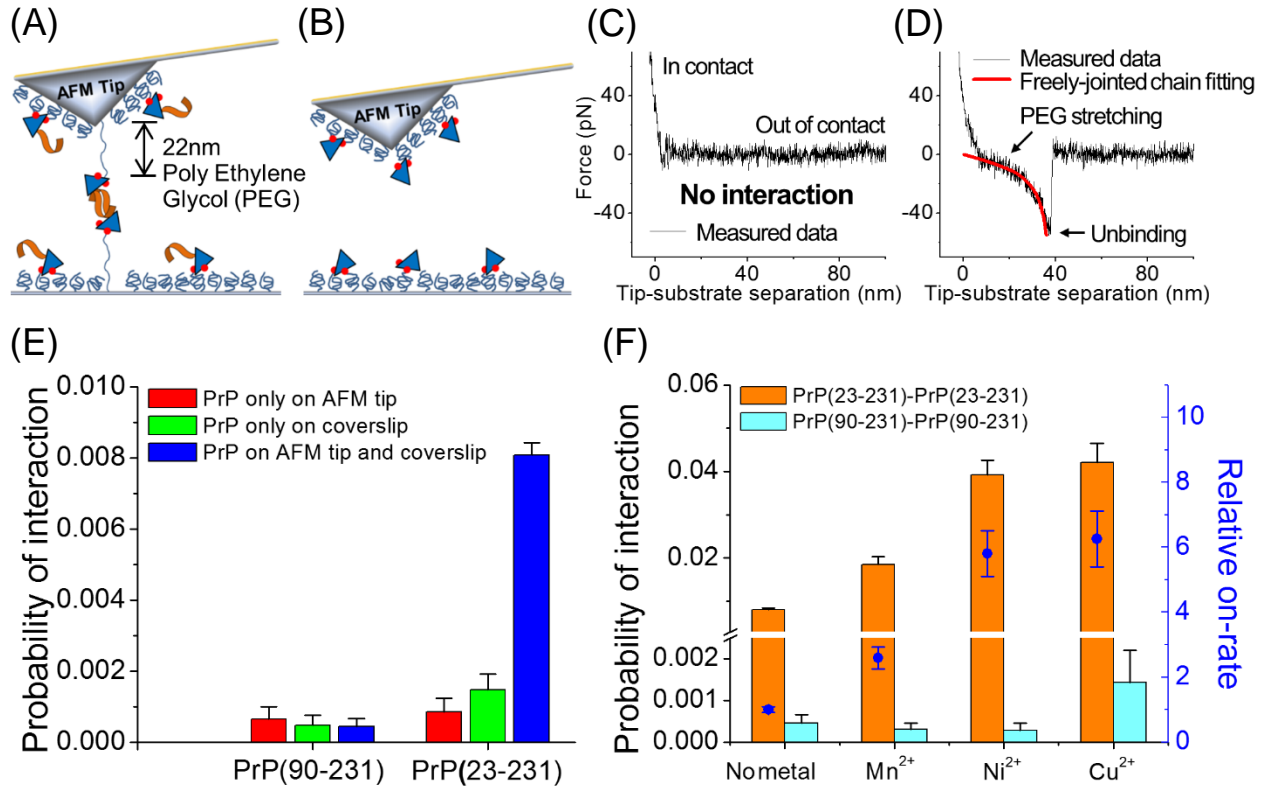 (A)
AFM Tip
22nm
Poly Ethylene
Glycol (PEG)
(B)
AFM Tip
(C)
In contact
Out of contact
No interaction
Measured data
Force (pN)
40
0
-40
0
40
80
Tip-substrate separation (nm)
(D)
Measured data
Freely-jointed chain fitting
PEG stretching
Unbinding
40
0
-40
0
40
80
Tip-substrate separation (nm)
(E)
PrP only on AFM tip
PrP only on coverslip
PrP on AFM tip and coverslip
Probability of interaction
0.010
0.008
0.006
0.004
0.002
0.000
PrP(90-231)
PrP(23-231)
(F)
PrP(23-231)-PrP(23-231)
PrP(90-231)-PrP(90-231)
Probability of interaction
0.06
0.04
0.02
0.002
0.001
0.000
No metal
Mn²⁺
Ni²⁺
Cu²⁺
10
8
6
4
2
0
Relative on-rate